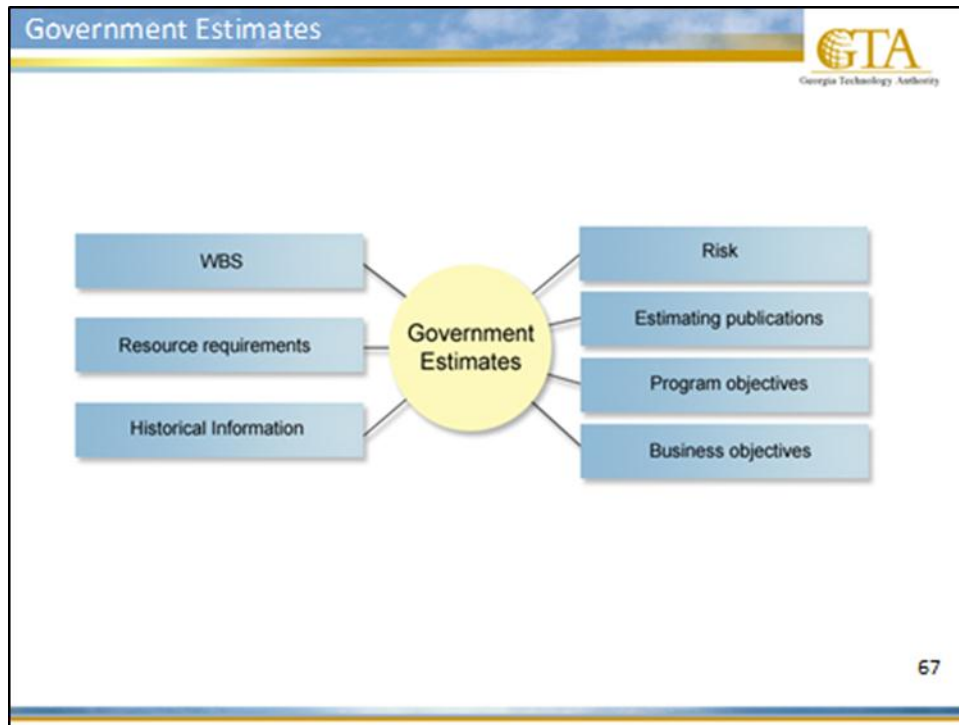 Government Estimates
GTA
Georgia Technology Authority
WBS
Resource requirements
Historical Information
Government
Estimates
Risk
Estimating publications
Program objectives
Business objectives
67